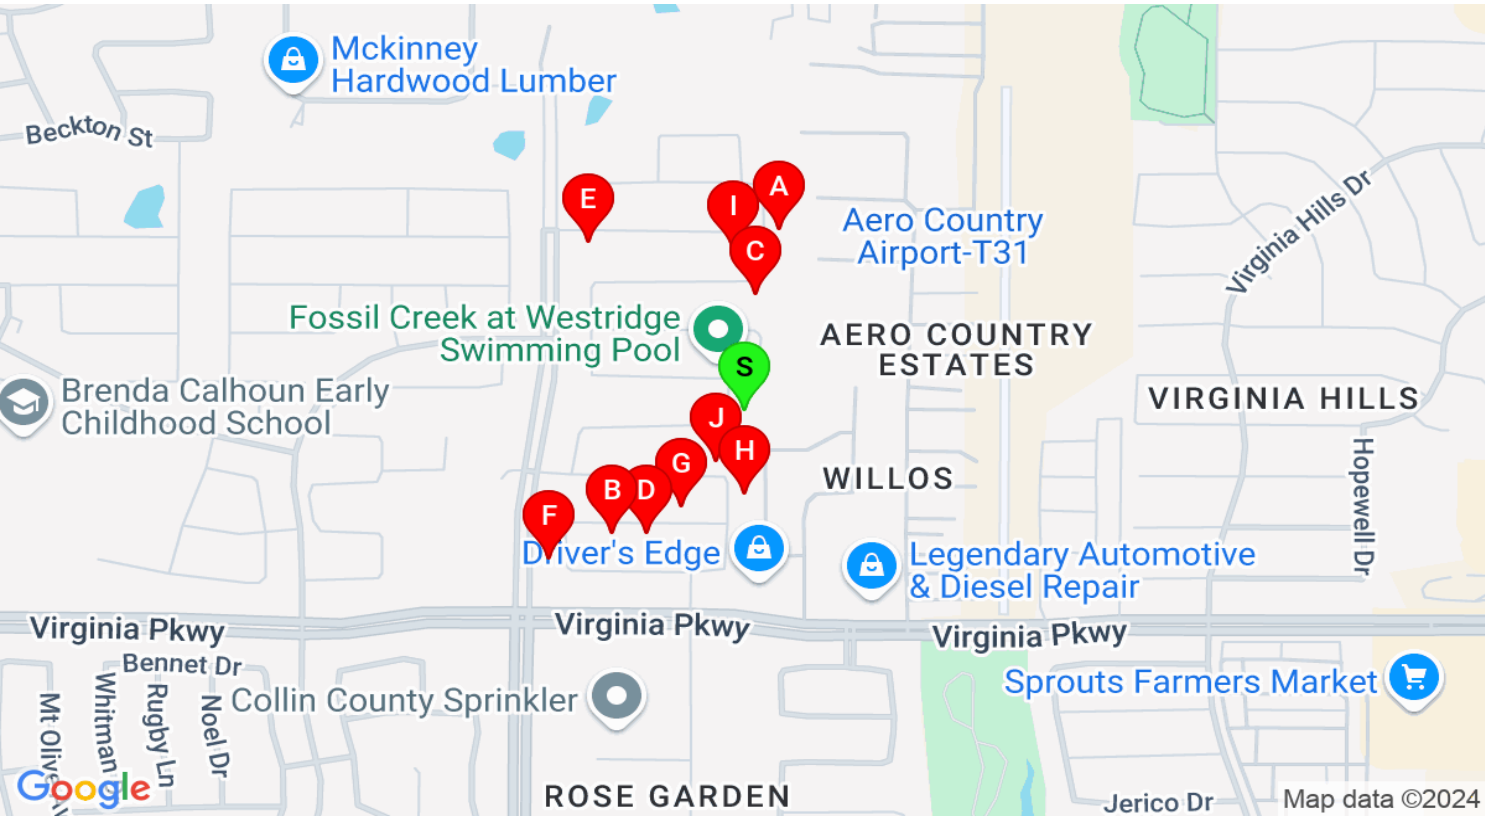 Mckinney
Hardwood Lumber
Beckton St
E
I
A
C
Aero Country
Airport-T31
Virginia Hills Dr
Fossil Creek at Westridge
Swimming Pool
S
AERO COUNTRY
ESTATES
Brenda Calhoun Early
Childhood School
VIRGINIA HILLS
J
H
G
B
D
F
WILLOS
Hopewell Dr
Driver's Edge
Legendary Automotive
& Diesel Repair
Virginia Pkwy
Virginia Pkwy
Virginia Pkwy
Bennet Dr
Whitman
Rugby Ln
Noel Dr
Mt Olive
Collin County Sprinkler
Sprouts Farmers Market
ROSE GARDEN
Google
Jerico Dr
Map data ©2024